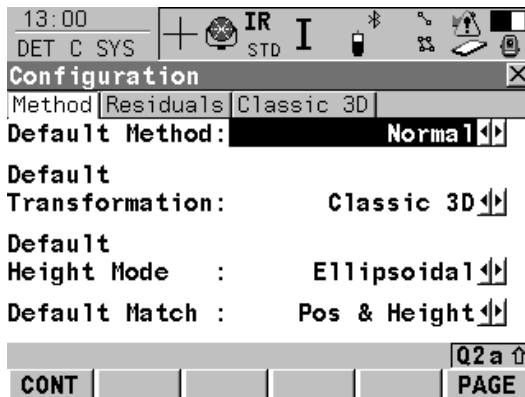 13:00
DET C SYS
IR
STD
I
Configuration
Method Residuals Classic 3D
Default Method: Normal
Default
Transformation: Classic 3D
Default
Height Mode : Ellipsoidal
Default Match : Pos & Height
Q2a
CONT PAGE